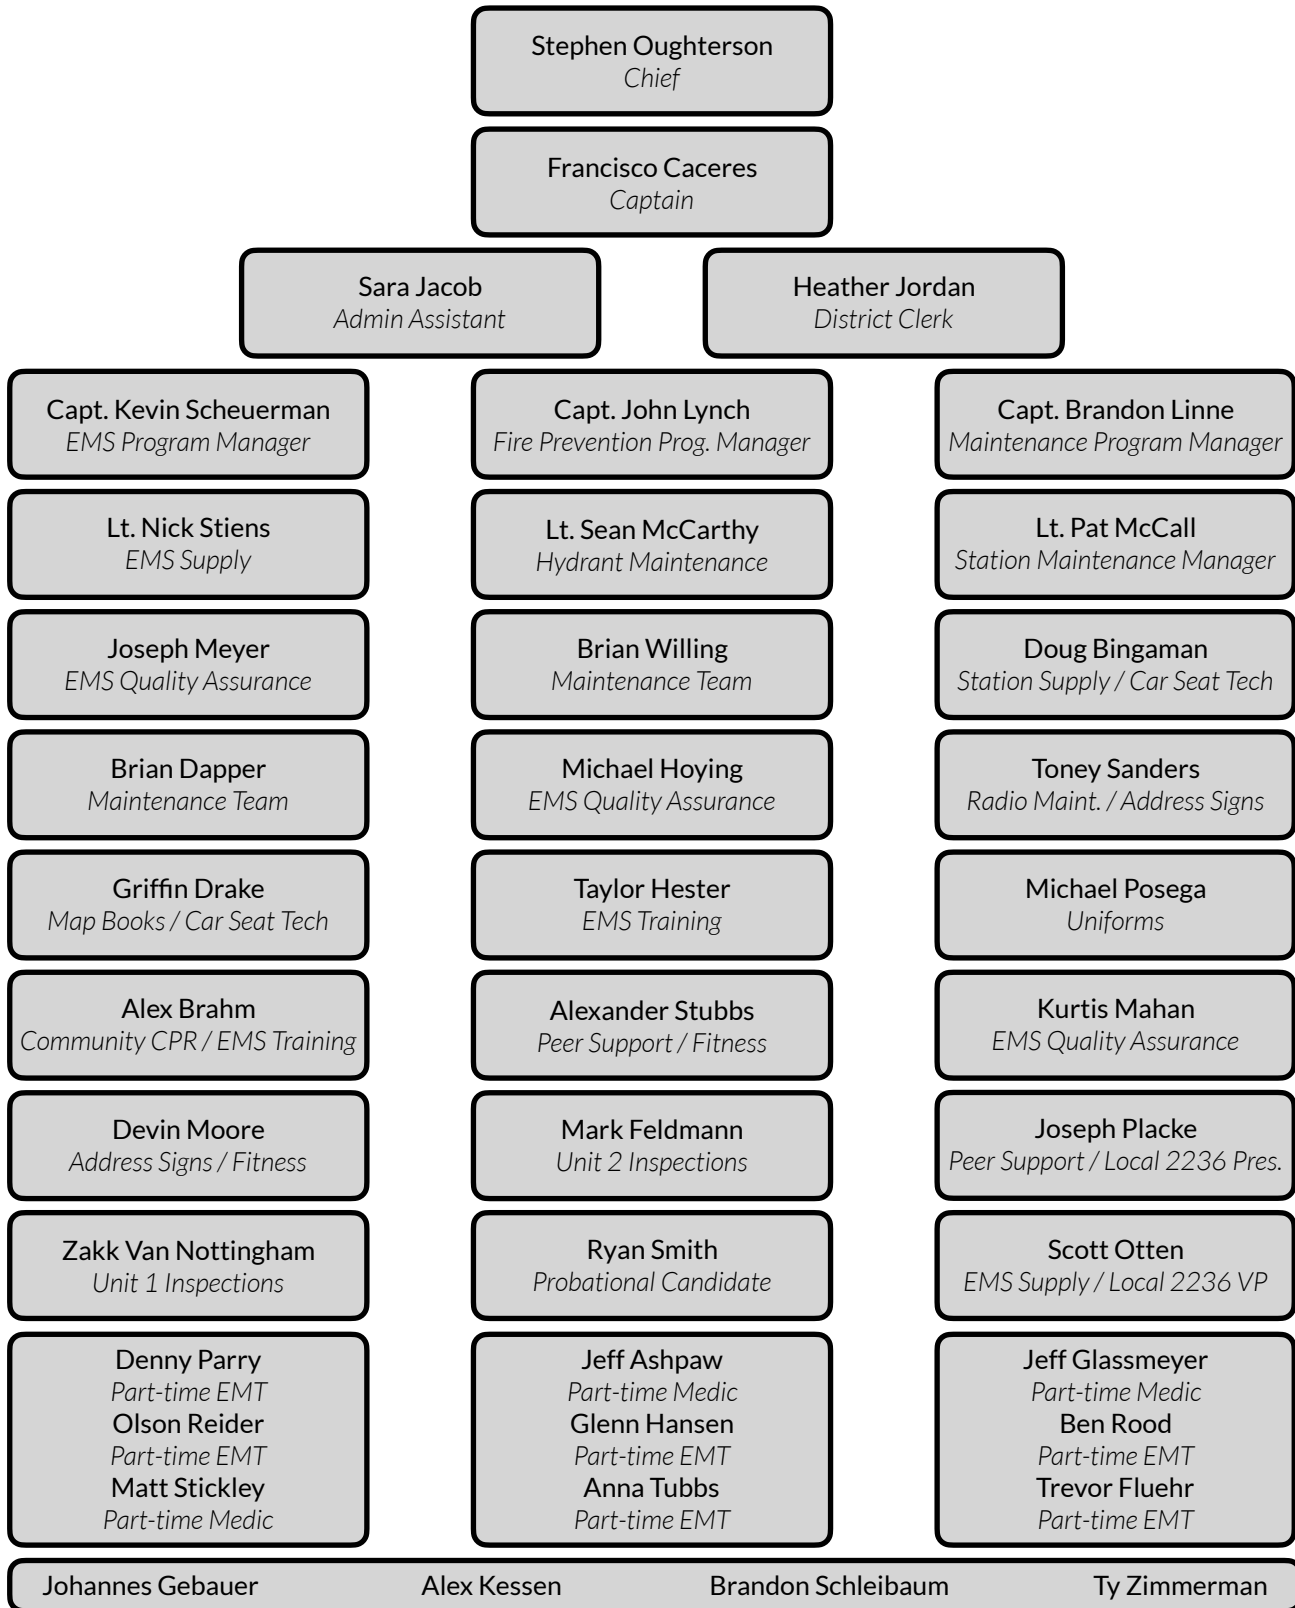 Stephen Oughterson
Chief
Francisco Caceres
Captain
Sara Jacob
Admin Assistant
Heather Jordan
District Clerk
Capt. Kevin Scheuerman
EMS Program Manager
Capt. John Lynch
Fire Prevention Prog. Manager
Capt. Brandon Linne
Maintenance Program Manager
Lt. Nick Stiens
EMS Supply
Lt. Sean McCarthy
Hydrant Maintenance
Lt. Pat McCall
Station Maintenance Manager
Joseph Meyer
EMS Quality Assurance
Brian Willing
Maintenance Team
Doug Bingaman
Station Supply / Car Seat Tech
Brian Dapper
Maintenance Team
Michael Hoying
EMS Quality Assurance
Toney Sanders
Radio Maint. / Address Signs
Griffin Drake
Map Books / Car Seat Tech
Taylor Hester
EMS Training
Michael Posega
Uniforms
Alex Brahm
Community CPR / EMS Training
Alexander Stubbs
Peer Support / Fitness
Kurtis Mahan
EMS Quality Assurance
Devin Moore
Address Signs / Fitness
Mark Feldmann
Unit 2 Inspections
Joseph Placke
Peer Support / Local 2236 Pres.
Zakk Van Nottingham
Unit 1 Inspections
Ryan Smith
Probational Candidate
Scott Otten
EMS Supply / Local 2236 VP
Denny Parry
Part-time EMT
Olson Reider
Part-time EMT
Matt Stickley
Part-time Medic
Jeff Ashpaw
Part-time Medic
Glenn Hansen
Part-time EMT
Anna Tubbs
Part-time EMT
Jeff Glassmeyer
Part-time Medic
Ben Rood
Part-time EMT
Trevor Fluehr
Part-time EMT
Johannes Gebauer
Alex Kessen
Brandon Schleibaum
Ty Zimmerman